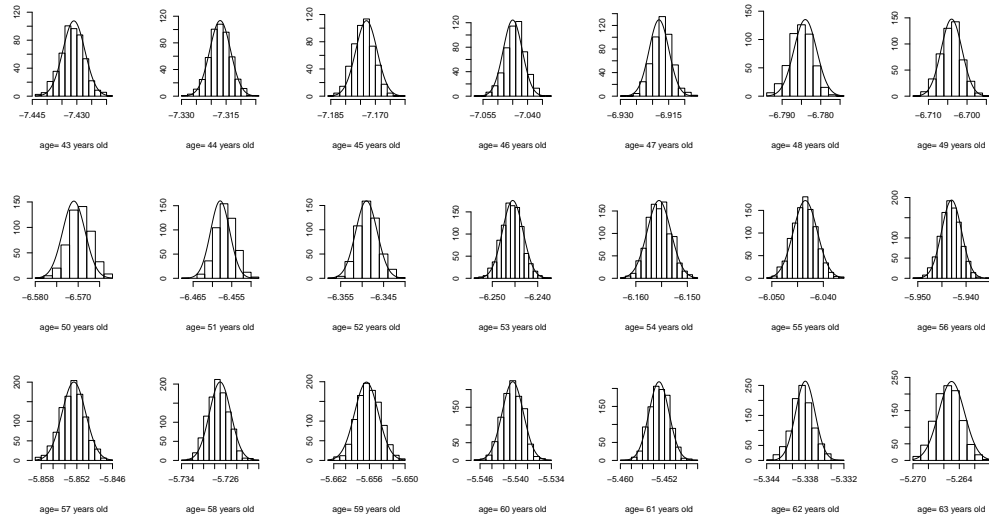 0 40 80 120
−7.445 −7.430
age= 43 years old
0 20 60 100
−7.330 −7.315
age= 44 years old
0 20 60 100
−7.185 −7.170
age= 45 years old
0 40 80 120
−7.055 −7.040
age= 46 years old
0 40 80 120
−6.930 −6.915
age= 47 years old
0 50 100 150
−6.790 −6.780
age= 48 years old
0 50 100 150
−6.710 −6.700
age= 49 years old
0 50 100 150
−6.580 −6.570
age= 50 years old
0 50 100 150
−6.465 −6.455
age= 51 years old
0 50 100 150
−6.355 −6.345
age= 52 years old
0 50 100 150
−6.250 −6.240
age= 53 years old
0 50 100 150
−6.160 −6.150
age= 54 years old
0 50 100 150
−6.050 −6.040
age= 55 years old
0 50 100 200
−5.950 −5.940
age= 56 years old
0 50 100 200
−5.858 −5.852 −5.846
age= 57 years old
0 50 100 200
−5.734 −5.726
age= 58 years old
0 50 100 200
−5.662 −5.656 −5.650
age= 59 years old
0 50 150
−5.546 −5.540 −5.534
age= 60 years old
0 50 150
−5.460 −5.452
age= 61 years old
0 50 150 250
−5.344 −5.338 −5.332
age= 62 years old
0 50 150 250
−5.270 −5.264
age= 63 years old